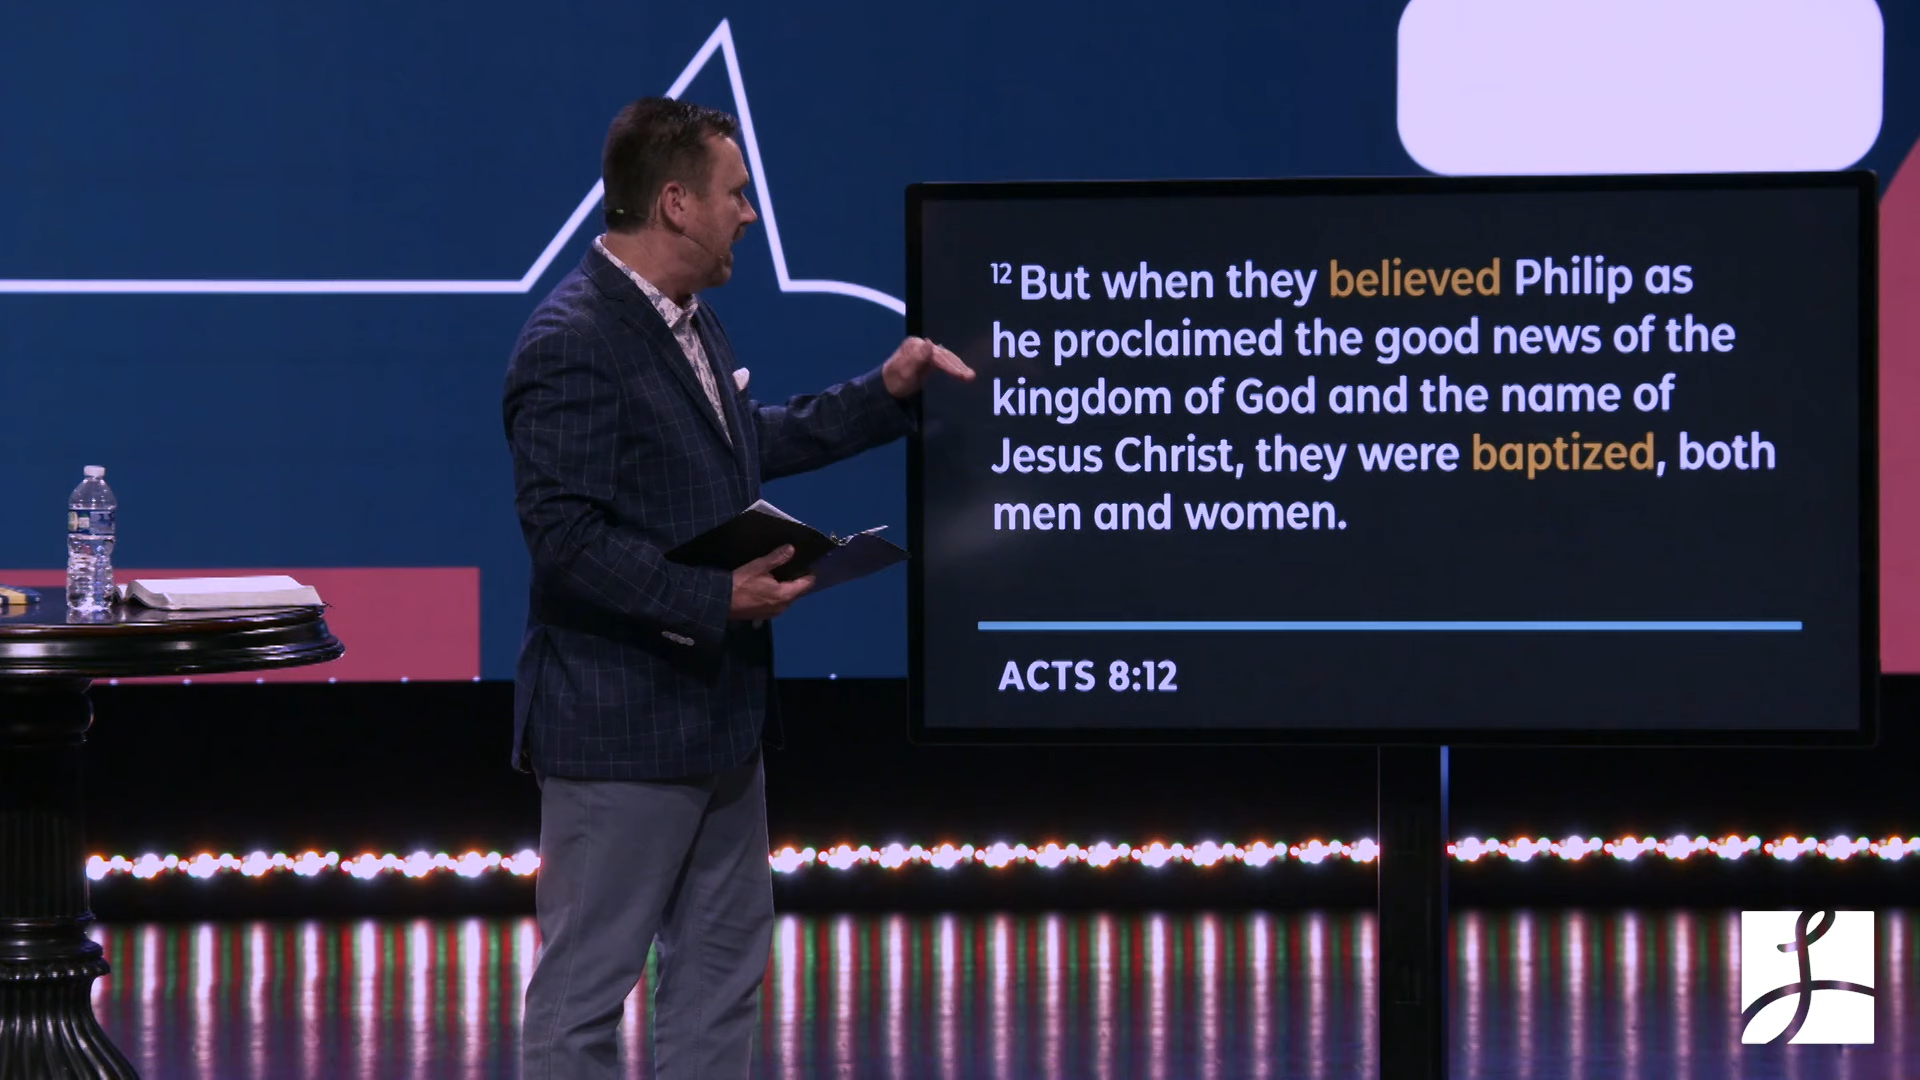 12 But when they believed Philip as
he proclaimed the good news of the
kingdom of God and the name of
Jesus Christ, they were baptized, both
men and women.
ACTS 8:12